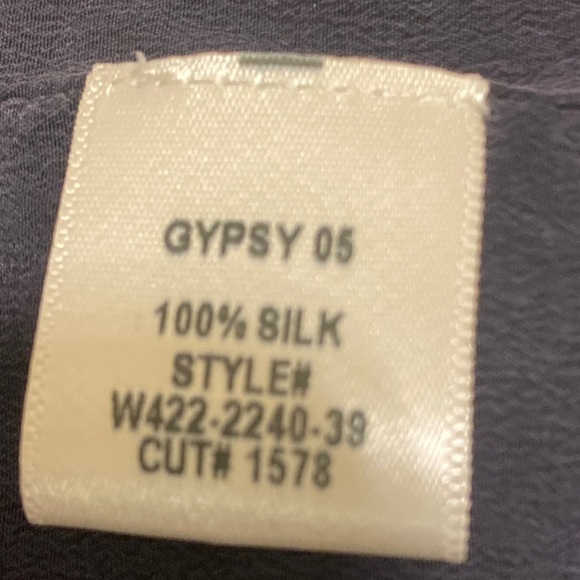 GYPSY 05
100% SILK
STYLE#
W422-2240-39
CUT# 1578